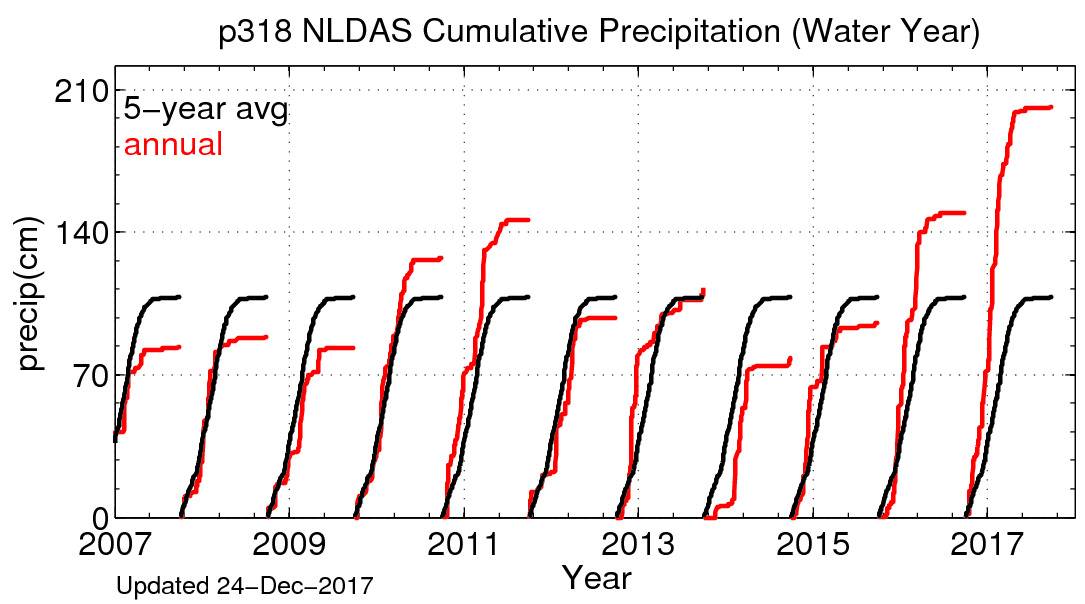 p318 NLDAS Cumulative Precipitation (Water Year)
210
5−year avg
annual
140
precip(cm)
70
0
2007 2009 2011 2013 2015 2017
Year
Updated 24−Dec−2017